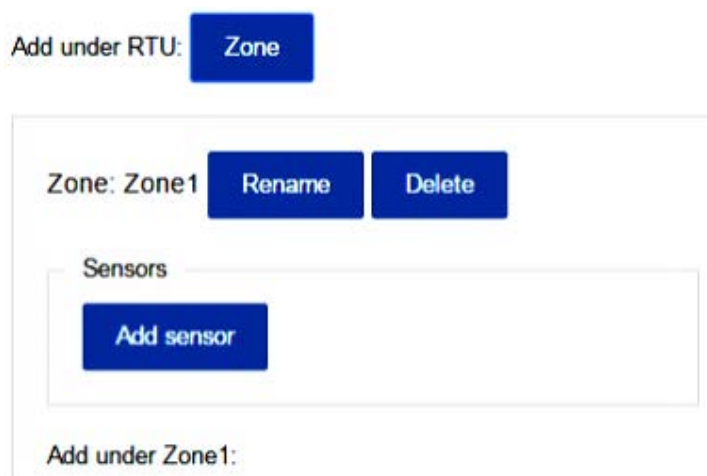 Add under RTU: Zone
Zone: Zone1 Rename Delete
Sensors
Add sensor
Add under Zone1: